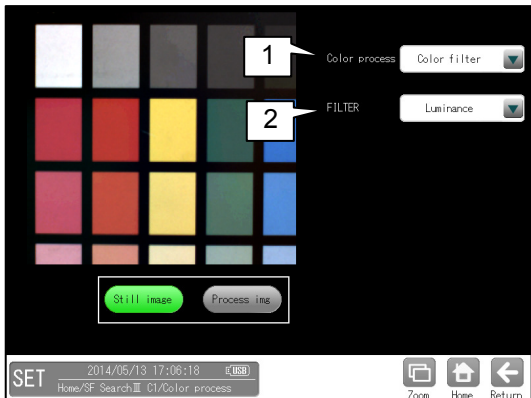 1
Color process
Color filter
2
FILTER
Luminance
Still image
Process img
SET
2014/05/13 17:06:18
USB
Home/SF SearchⅢ C1/Color process
Zoom
Home
Return